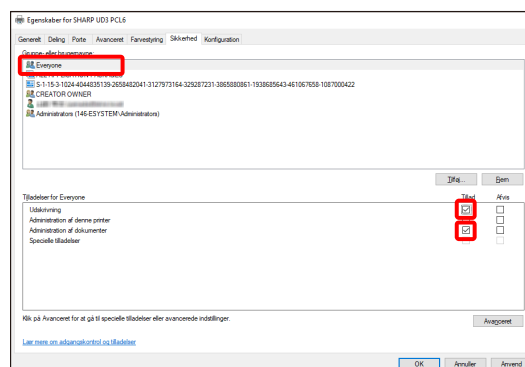 Egenskaber for SHARP UD3 PCL6
Generelt Deling Porte Avanceret Farvestyring Sikkerhed Konfiguration
Gruppe- eller brugernavne:
Everyone
S-1-15-3-1024-4044835139-2658482041-3127973164-329287231-3865880861-1938685643-461067658-1087000422
CREATOR OWNER
Administrators (146-ESYSTEM\Administrators)
Tilføj... Fjern
Tilladelser for Everyone Tillad Afvis
Udskrivning
Administration af denne printer
Administration af dokumenter
Specielle tilladelser
Klik på Avanceret for at gå til specielle tilladelser eller avancerede indstillinger.
Avanceret
Lær mere om adgangskontrol og tilladelser
OK Annuller Anvend